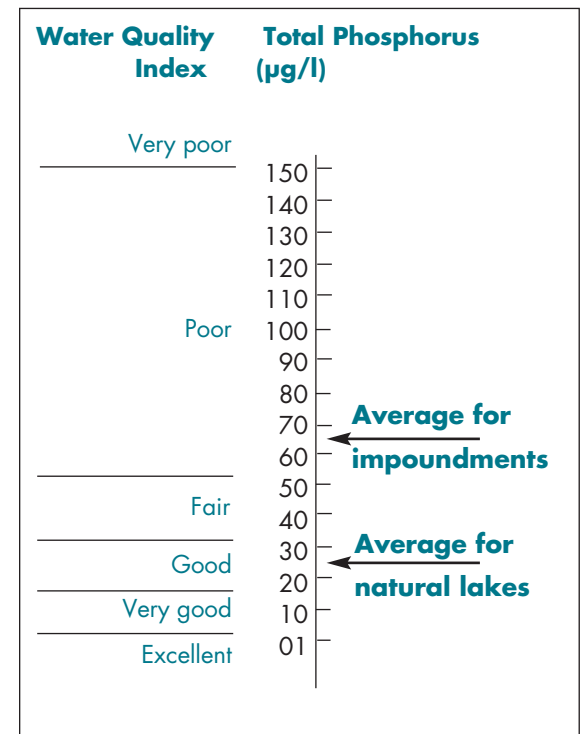 Water Quality Total Phosphorus
Index (µg/l)
Very poor
150
140
130
120
110
Poor 100
90
80
70 Average for
60 impoundments
50
Fair
40
30 Average for
Good
20 natural lakes
Very good 10
01
Excellent